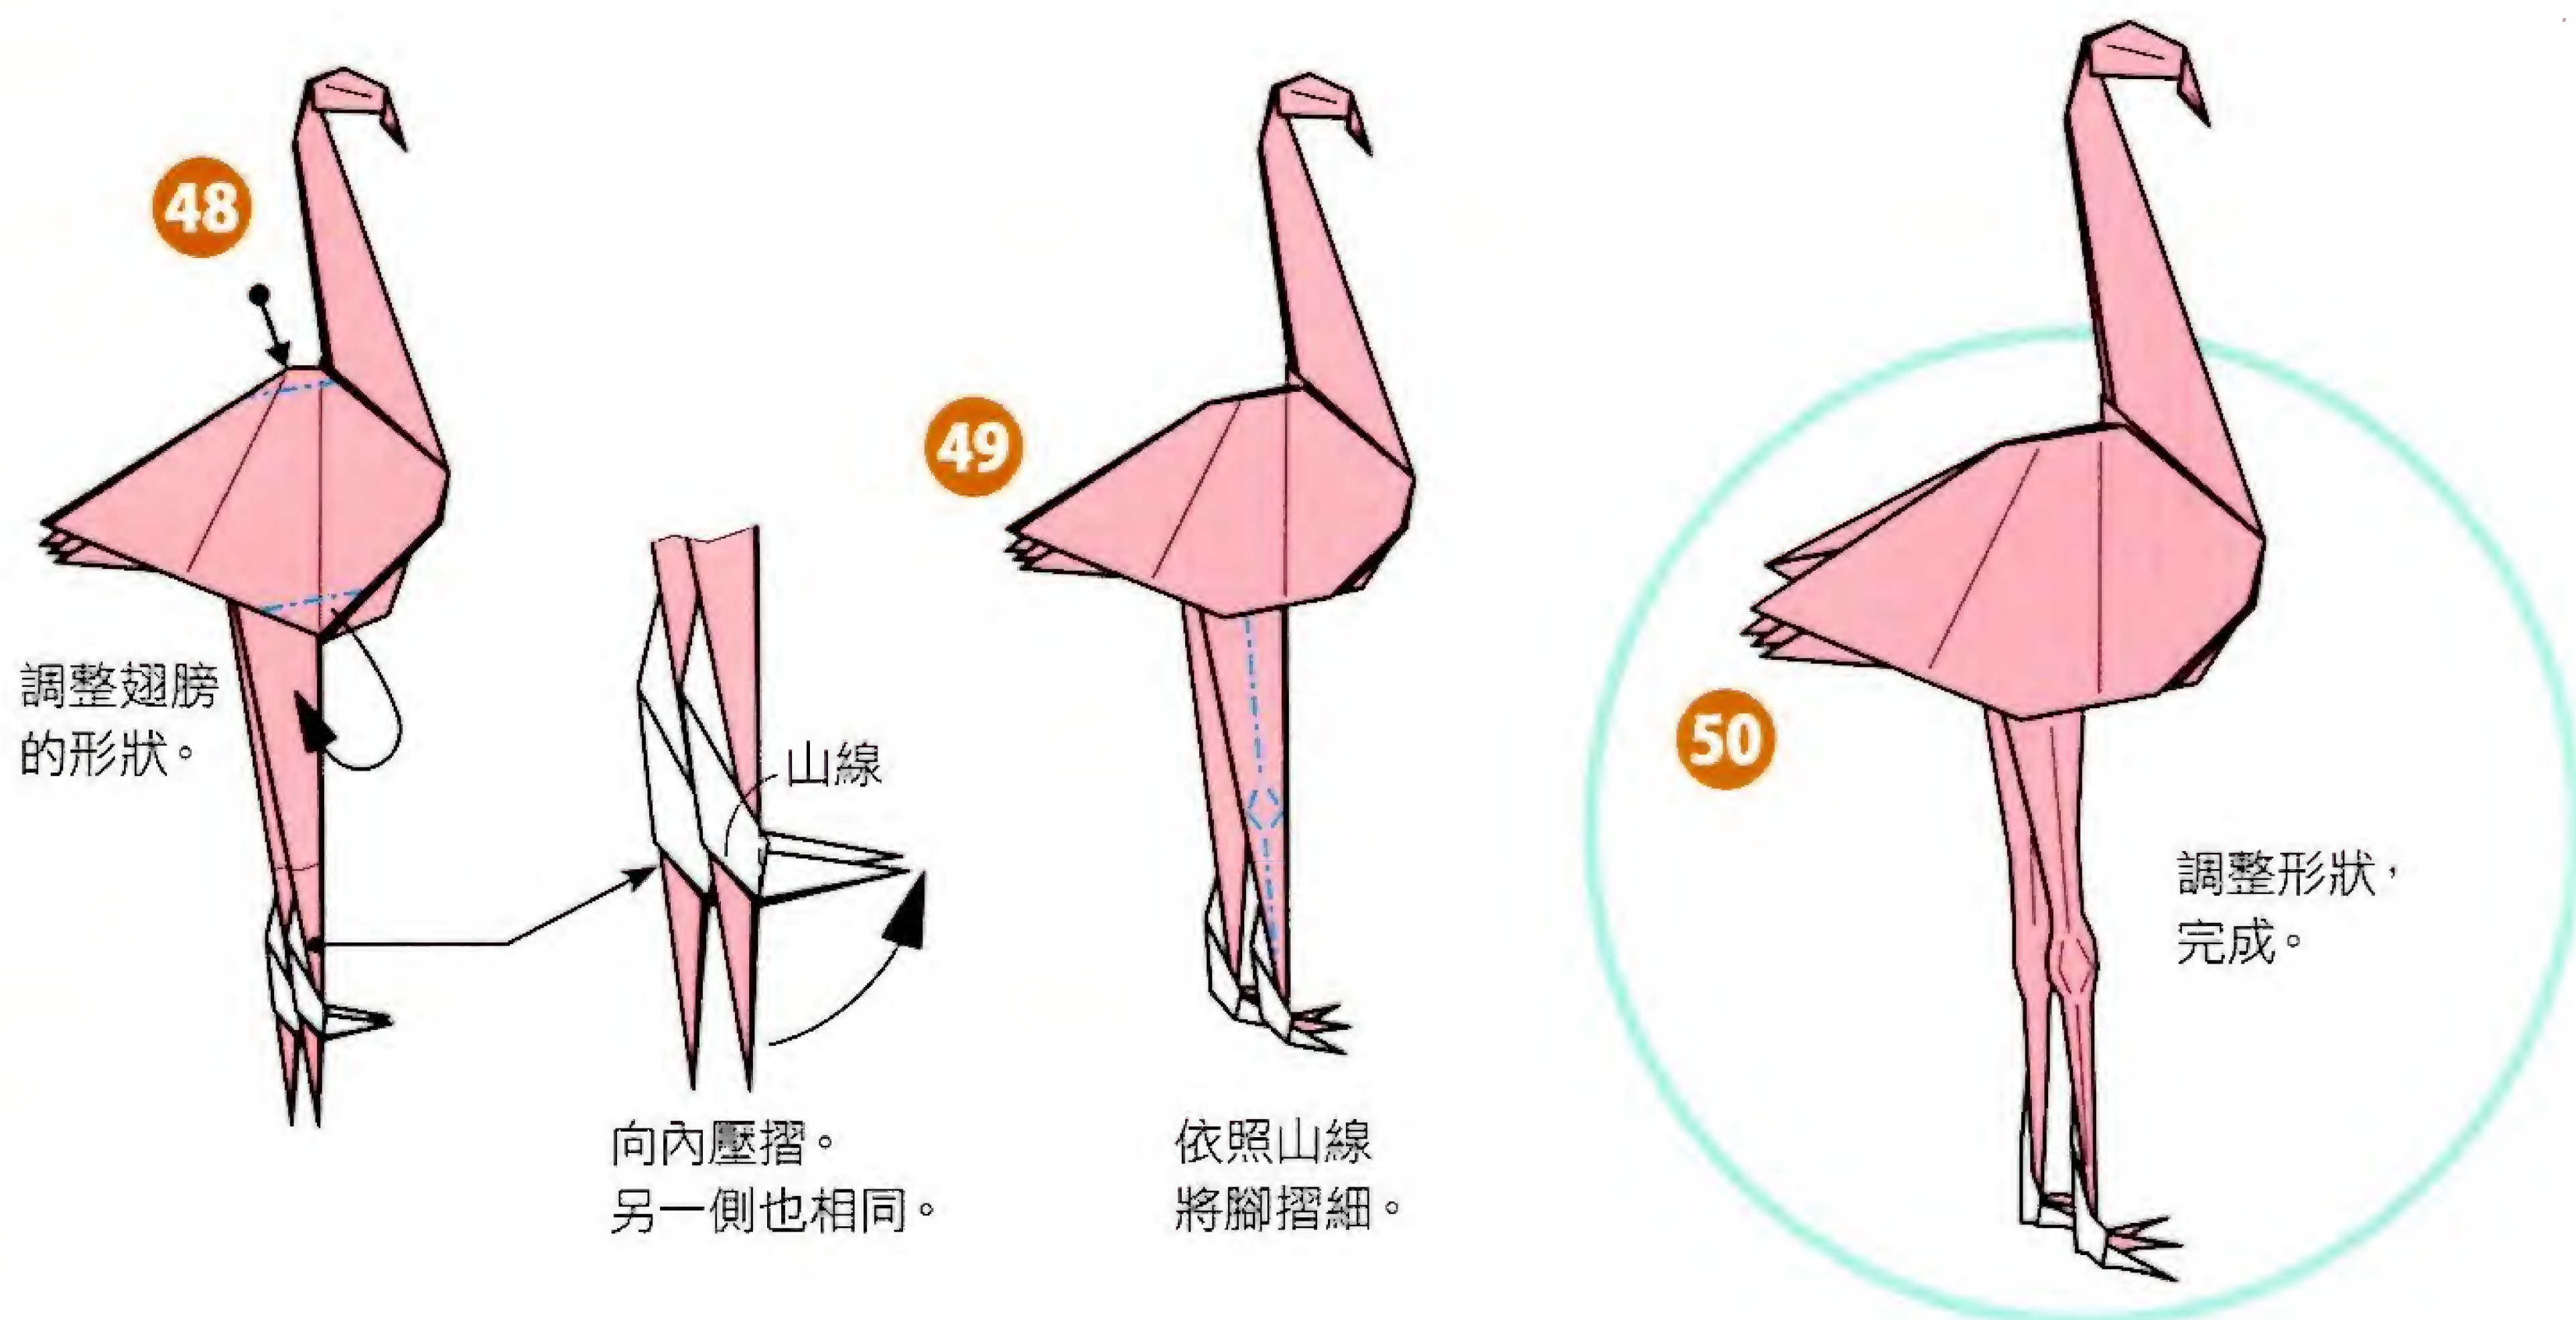 48
調整翅膀
的形狀。
山線
向內壓摺。
另一側也相同。
49
依照山線
將腳摺細。
50
調整形狀，
完成。